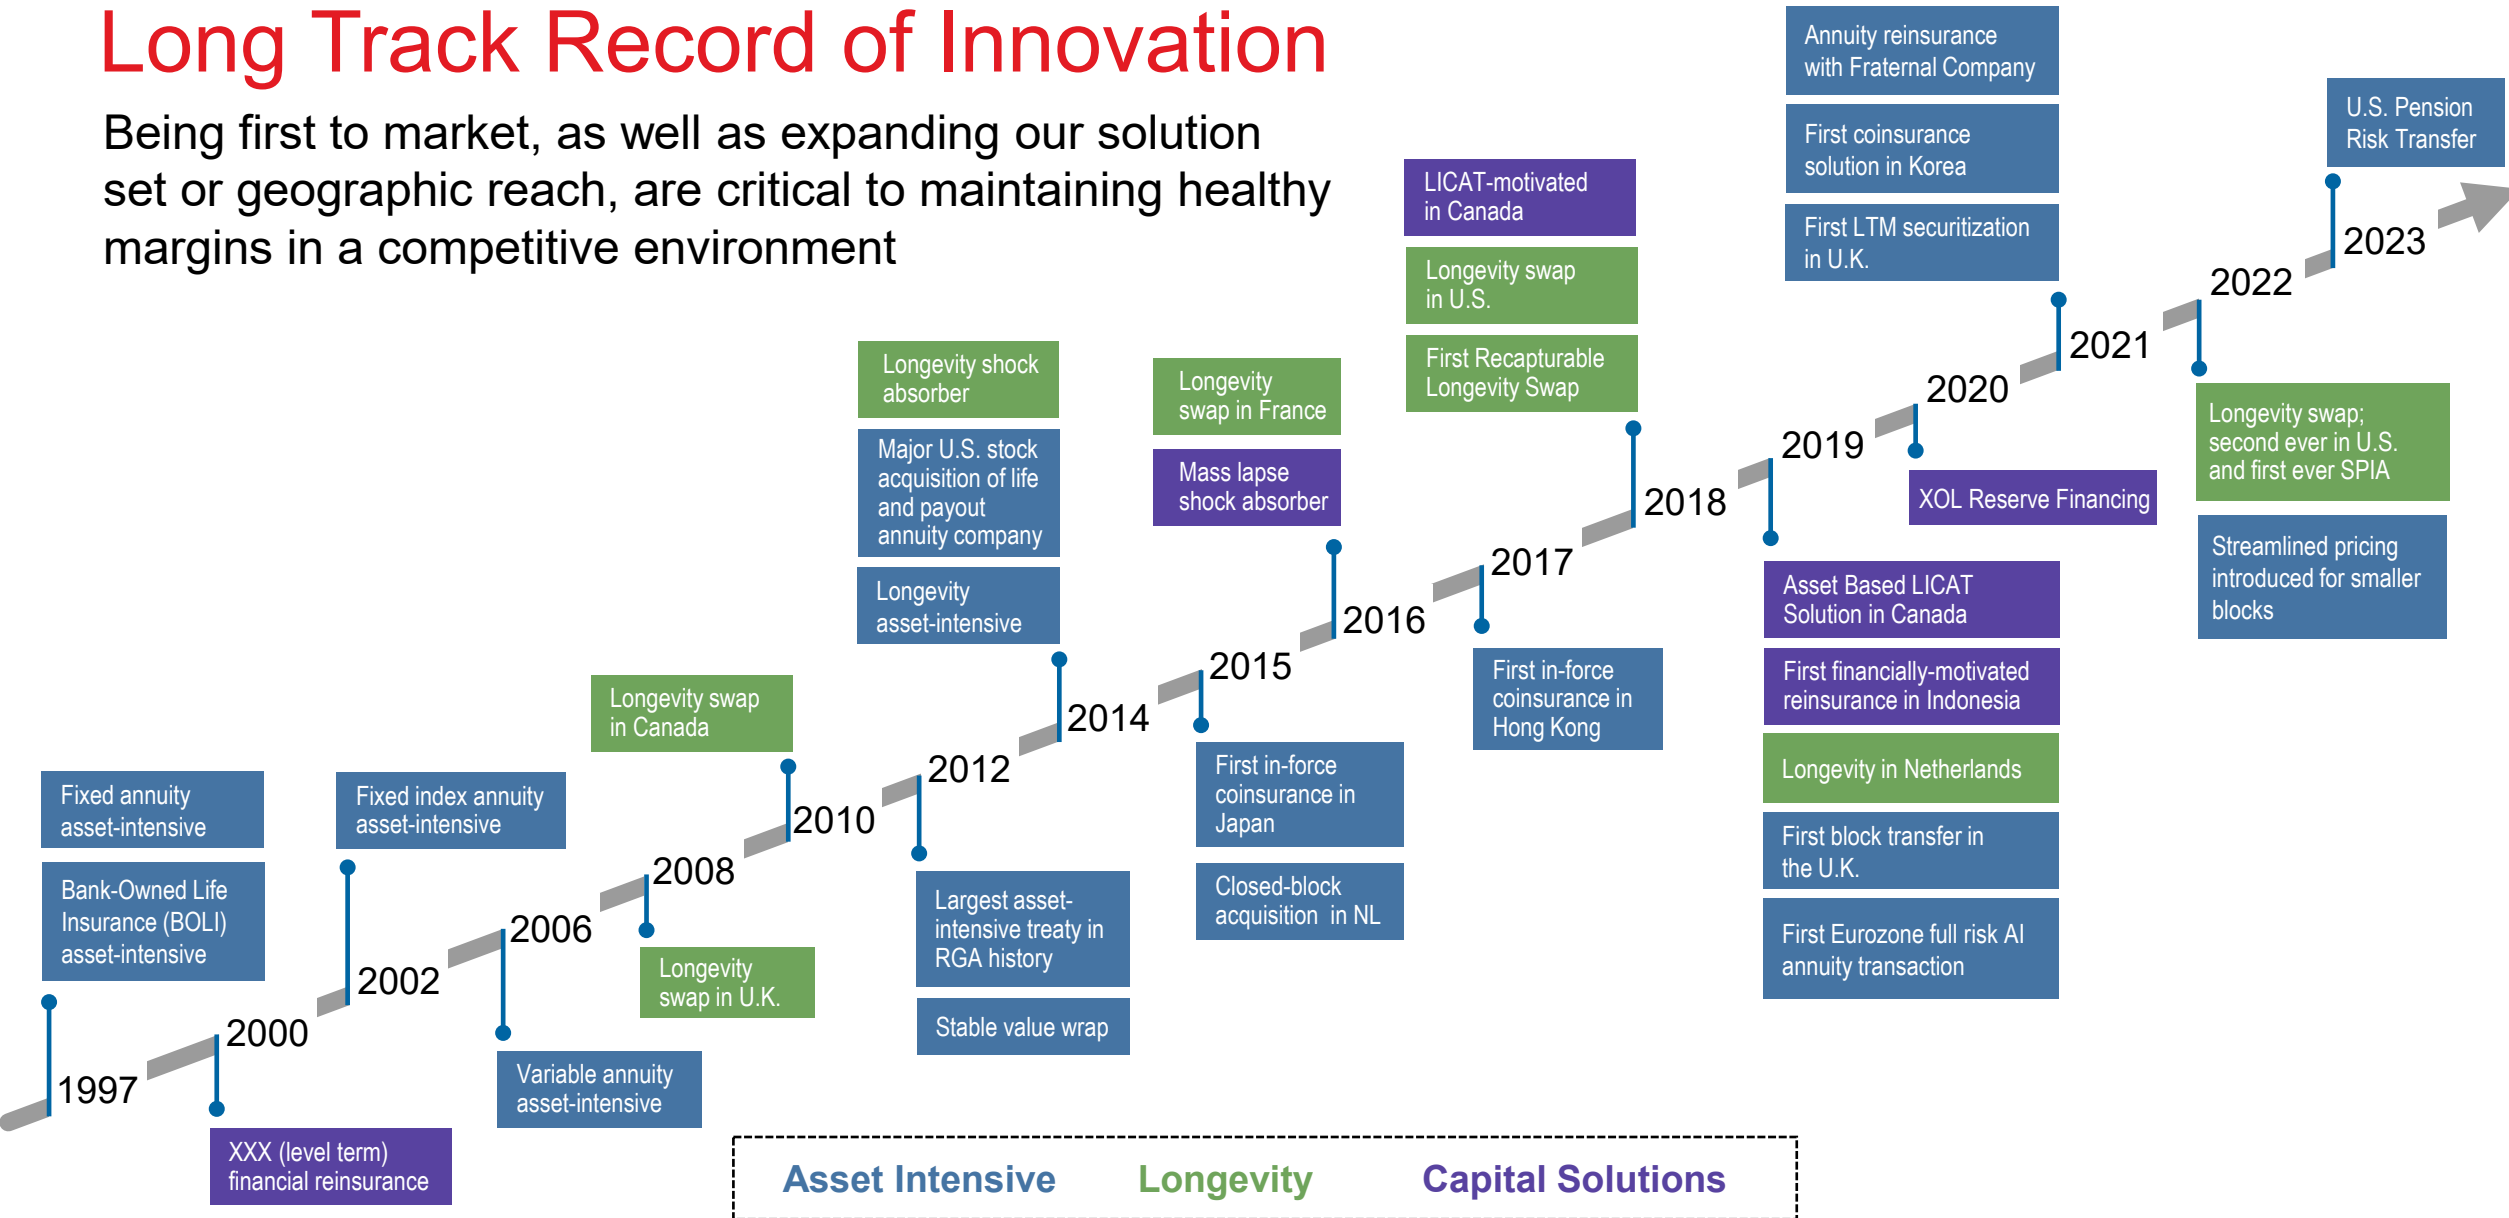 Long Track Record of Innovation
Being first to market, as well as expanding our solution
set or geographic reach, are critical to maintaining healthy
margins in a competitive environment
Fixed annuity
asset-intensive
Bank-Owned Life
Insurance (BOLI)
asset-intensive
1997
2000
XXX (level term)
financial reinsurance
Fixed index annuity
asset-intensive
2002
2006
Variable annuity
asset-intensive
2008
Longevity
swap in U.K.
Longevity swap
in Canada
2010
2012
Largest asset-
intensive treaty in
RGA history
Stable value wrap
Longevity shock
absorber
Major U.S. stock
acquisition of life
and payout
annuity company
Longevity
asset-intensive
2014
2015
First in-force
coinsurance in
Japan
Closed-block
acquisition in NL
Longevity
swap in France
Mass lapse
shock absorber
2016
2017
First in-force
coinsurance in
Hong Kong
LICAT-motivated
in Canada
Longevity swap
in U.S.
First Recapturable
Longevity Swap
2018
2019
Asset Based LICAT
Solution in Canada
First financially-motivated
reinsurance in Indonesia
Longevity in Netherlands
First block transfer in
the U.K.
First Eurozone full risk AI
annuity transaction
2020
XOL Reserve Financing
Annuity reinsurance
with Fraternal Company
First coinsurance
solution in Korea
First LTM securitization
in U.K.
2021
2022
Longevity swap;
second ever in U.S.
and first ever SPIA
Streamlined pricing
introduced for smaller
blocks
U.S. Pension
Risk Transfer
2023
Asset Intensive
Longevity
Capital Solutions